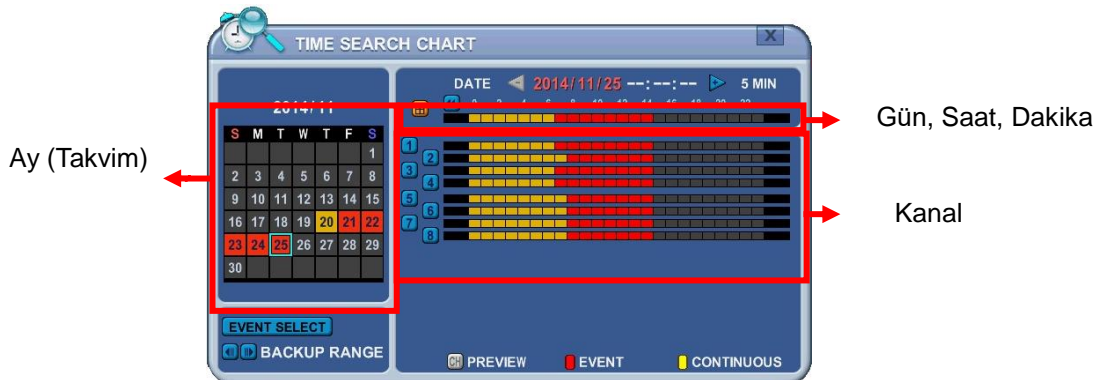 TIME SEARCH CHART
X
DATE 2014/11/25 --:--:-- 5 MIN
2014/11
S M T W T F S
1
2 3 4 5 6 7 8
9 10 11 12 13 14 15
16 17 18 19 20 21 22
23 24 25 26 27 28 29
30
1
2
3
4
5
6
7
8
EVENT SELECT
BACKUP RANGE
CH PREVIEW EVENT CONTINUOUS
Ay (Takvim)
Gün, Saat, Dakika
Kanal